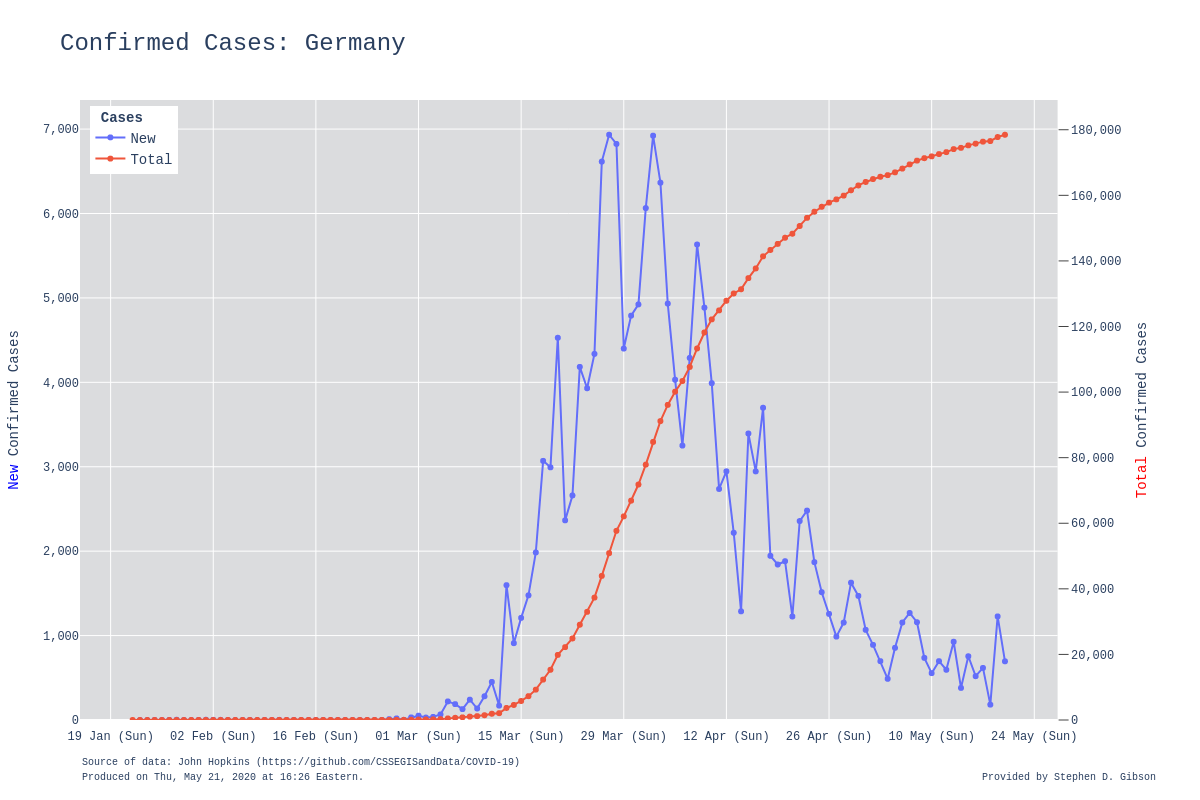 Confirmed Cases: Germany
Cases
New
Total
7,000
6,000
5,000
4,000
3,000
2,000
1,000
0
New Confirmed Cases
180,000
160,000
140,000
120,000
100,000
80,000
60,000
40,000
20,000
0
Total Confirmed Cases
19 Jan (Sun) 02 Feb (Sun) 16 Feb (Sun) 01 Mar (Sun) 15 Mar (Sun) 29 Mar (Sun) 12 Apr (Sun) 26 Apr (Sun) 10 May (Sun) 24 May (Sun)
Source of data: John Hopkins (https://github.com/CSSEGISandData/COVID-19)
Produced on Thu, May 21, 2020 at 16:26 Eastern.
Provided by Stephen D. Gibson